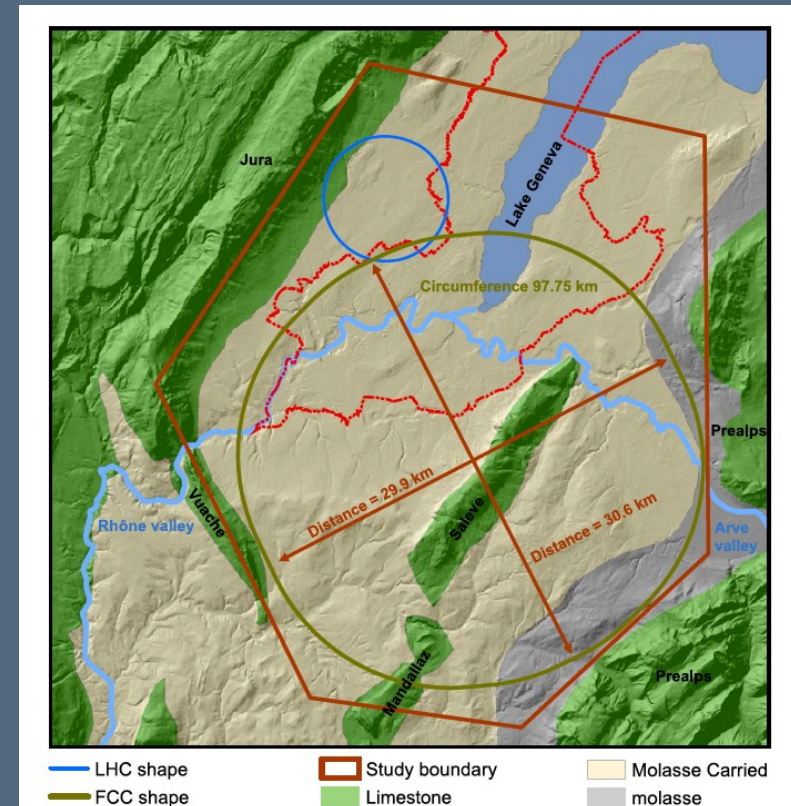 Jura
Lake Geneva
Circumference 97.75 km
Prealps
Distance = 29.9 km
Vuache
Rhône valley
Saleve
Distance = 30.6 km
Arve
valley
Mandallaz
Prealps
LHC shape
Study boundary
Molasse Carried
FCC shape
Limestone
molasse